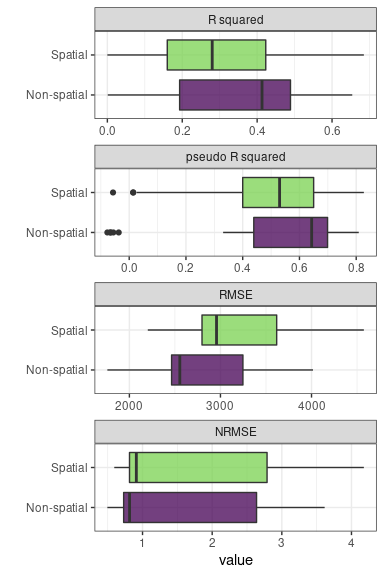 R squared
Spatial
Non-spatial
0.0 0.2 0.4 0.6
pseudo R squared
Spatial
Non-spatial
0.0 0.2 0.4 0.6 0.8
RMSE
Spatial
Non-spatial
2000 3000 4000
NRMSE
Spatial
Non-spatial
1 2 3 4
value